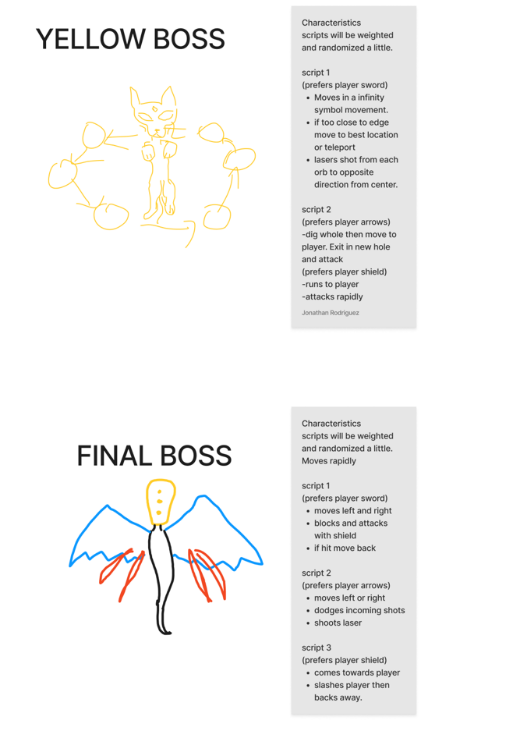 YELLOW BOSS
Characteristics
scripts will be weighted
and randomized a little.
script 1
(prefers player sword)
• Moves in a infinity
symbol movement.
• if too close to edge
move to best location
or teleport
• lasers shot from each
orb to opposite
direction from center.
script 2
(prefers player arrows)
-dig whole then move to
player. Exit in new hole
and attack
(prefers player shield)
-runs to player
-attacks rapidly
Jonathan Rodriguez
FINAL BOSS
Characteristics
scripts will be weighted
and randomized a little.
Moves rapidly
script 1
(prefers player sword)
• moves left and right
• blocks and attacks
with shield
• if hit move back
script 2
(prefers player arrows)
• moves left or right
• dodges incoming shots
• shoots laser
script 3
(prefers player shield)
• comes towards player
• slashes player then
backs away.